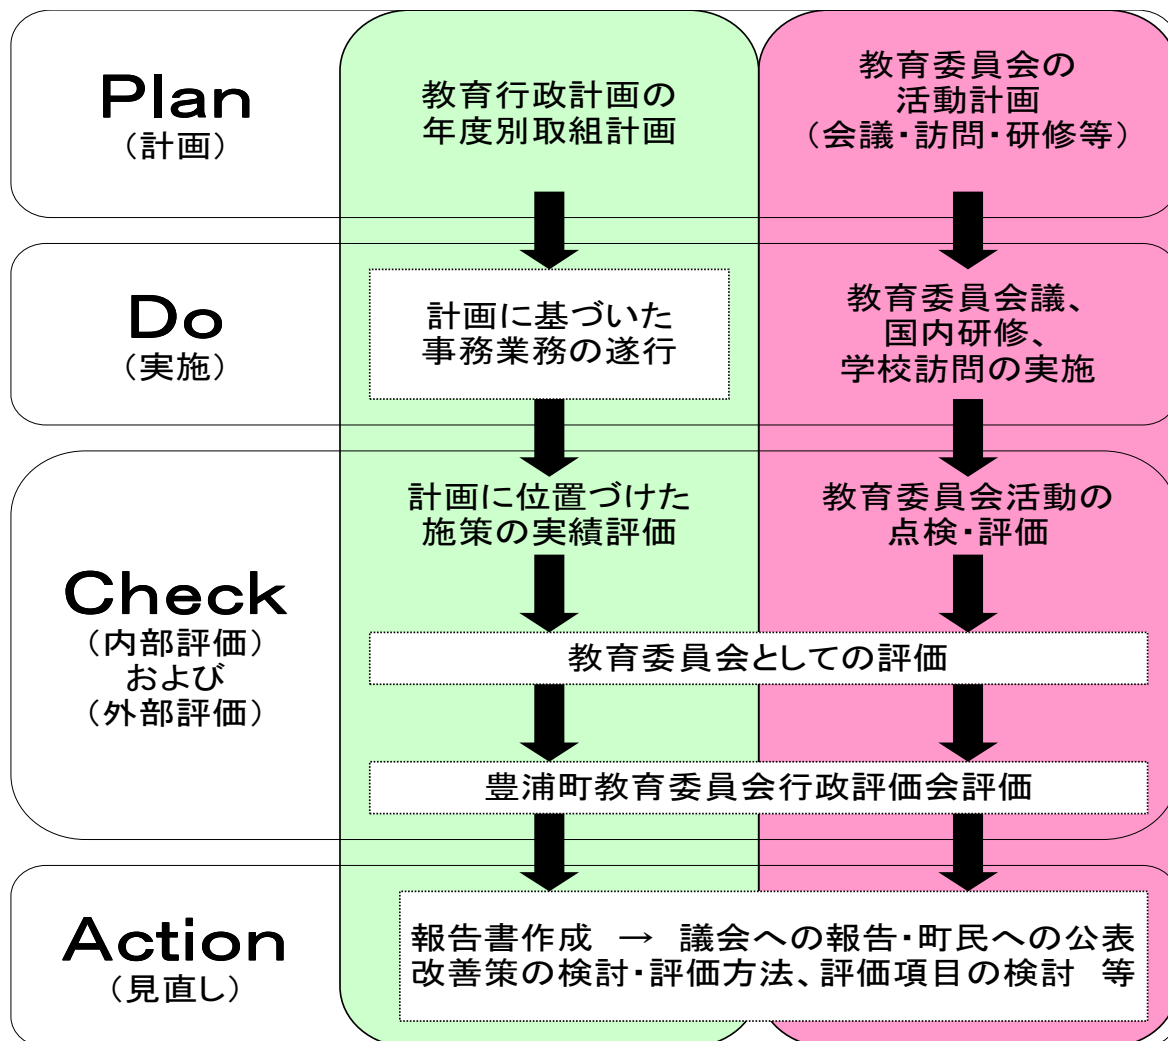 Plan
（計画）
教育行政計画の
年度別取組計画
教育委員会の
活動計画
（会議・訪問・研修等）
Do
（実施）
計画に基づいた
事務業務の遂行
教育委員会議、
国内研修、
学校訪問の実施
Check
（内部評価）
および
（外部評価）
計画に位置づけた
施策の実績評価
教育委員会活動の
点検・評価
教育委員会としての評価
豊浦町教育委員会行政評価会評価
Action
（見直し）
報告書作成　→　議会への報告・町民への公表
改善策の検討・評価方法、評価項目の検討　等